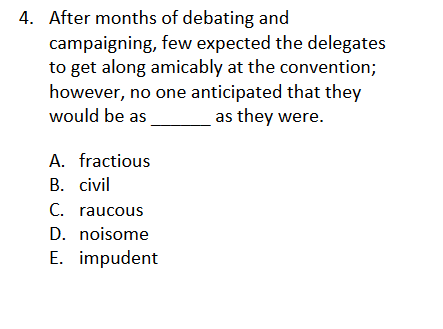 4. After months of debating and
campaigning, few expected the delegates
to get along amicably at the convention;
however, no one anticipated that they
would be as ______ as they were.
A. fractious
B. civil
C. raucous
D. noisome
E. impudent